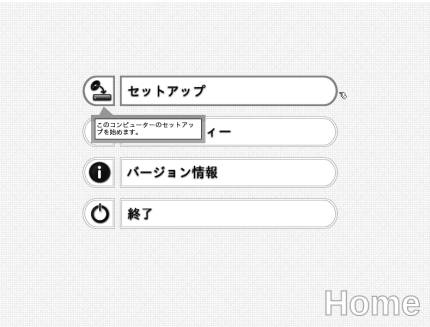 セットアップ
このコンピューターのセットアッ
プを始めます。
ィー
バージョン情報
終了
Home